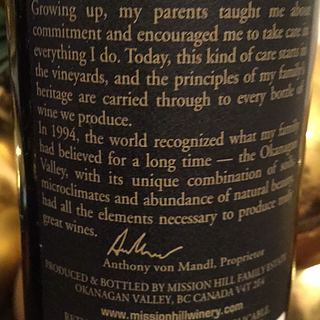 Growing up, my parents taught me about
commitment and encouraged me to take care in
everything I do. Today, this kind of care starts in
the vineyards, and the principles of my family's
heritage are carried through to every bottle of
wine we produce.
In 1994, the world recognized what my family
had believed for a long time — the Okanagan
Valley, with its unique combination of soils,
microclimates and abundance of natural beauty,
had all the elements necessary to produce truly
great wines.
Anthony von Mandl, Proprietor
PRODUCED & BOTTLED BY MISSION HILL FAMILY ESTATE
OKANAGAN VALLEY, BC CANADA V4T 2E4
www.missionhillwinery.com